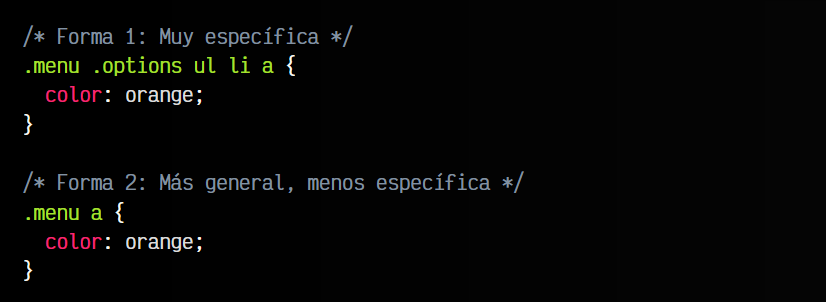 /* Forma 1: Muy específica */
.menu .options ul li a {
  color: orange;
}

/* Forma 2: Más general, menos específica */
.menu a {
  color: orange;
}